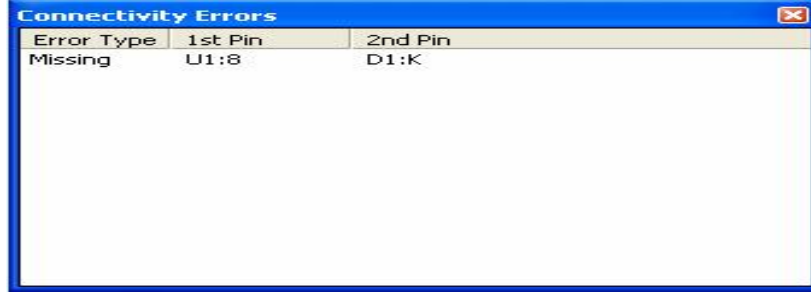 Connectivity Errors
Error Type 1st Pin 2nd Pin
Missing U1:8 D1:K